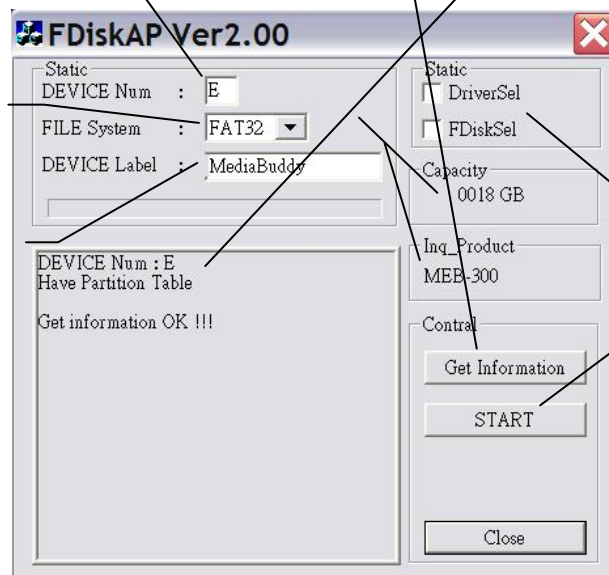 FDiskAP Ver2.00
Static
DEVICE Num : E
FILE System : FAT32
DEVICE Label : MediaBuddy
Static
DriverSel
FDiskSel
Capacity
0018 GB
Inq_Product
MEB-300
DEVICE Num : E
Have Partition Table
Get information OK !!!
Contral
Get Information
START
Close